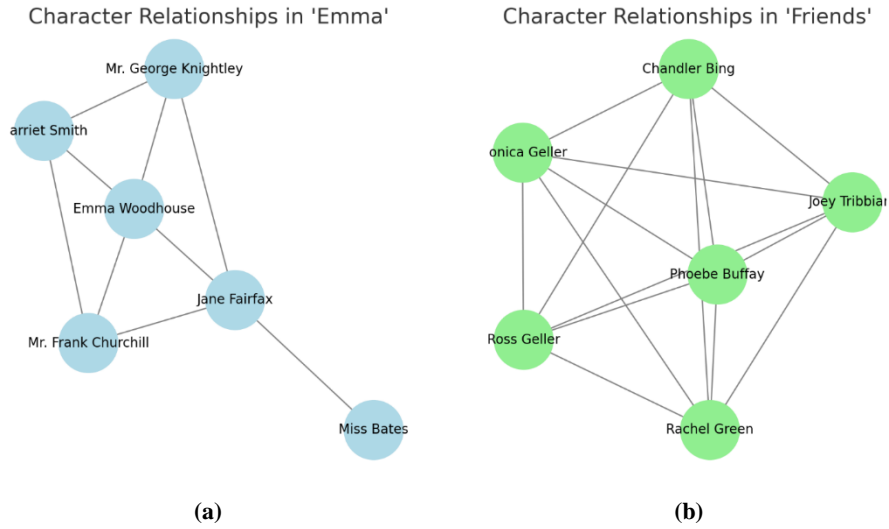 Character Relationships in 'Emma'
Mr. George Knightley
arriet Smith
Emma Woodhouse
Jane Fairfax
Mr. Frank Churchill
Miss Bates
(a)
Character Relationships in 'Friends'
Chandler Bing
onica Geller
Joey Tribbian
Phoebe Buffay
Ross Geller
Rachel Green
(b)